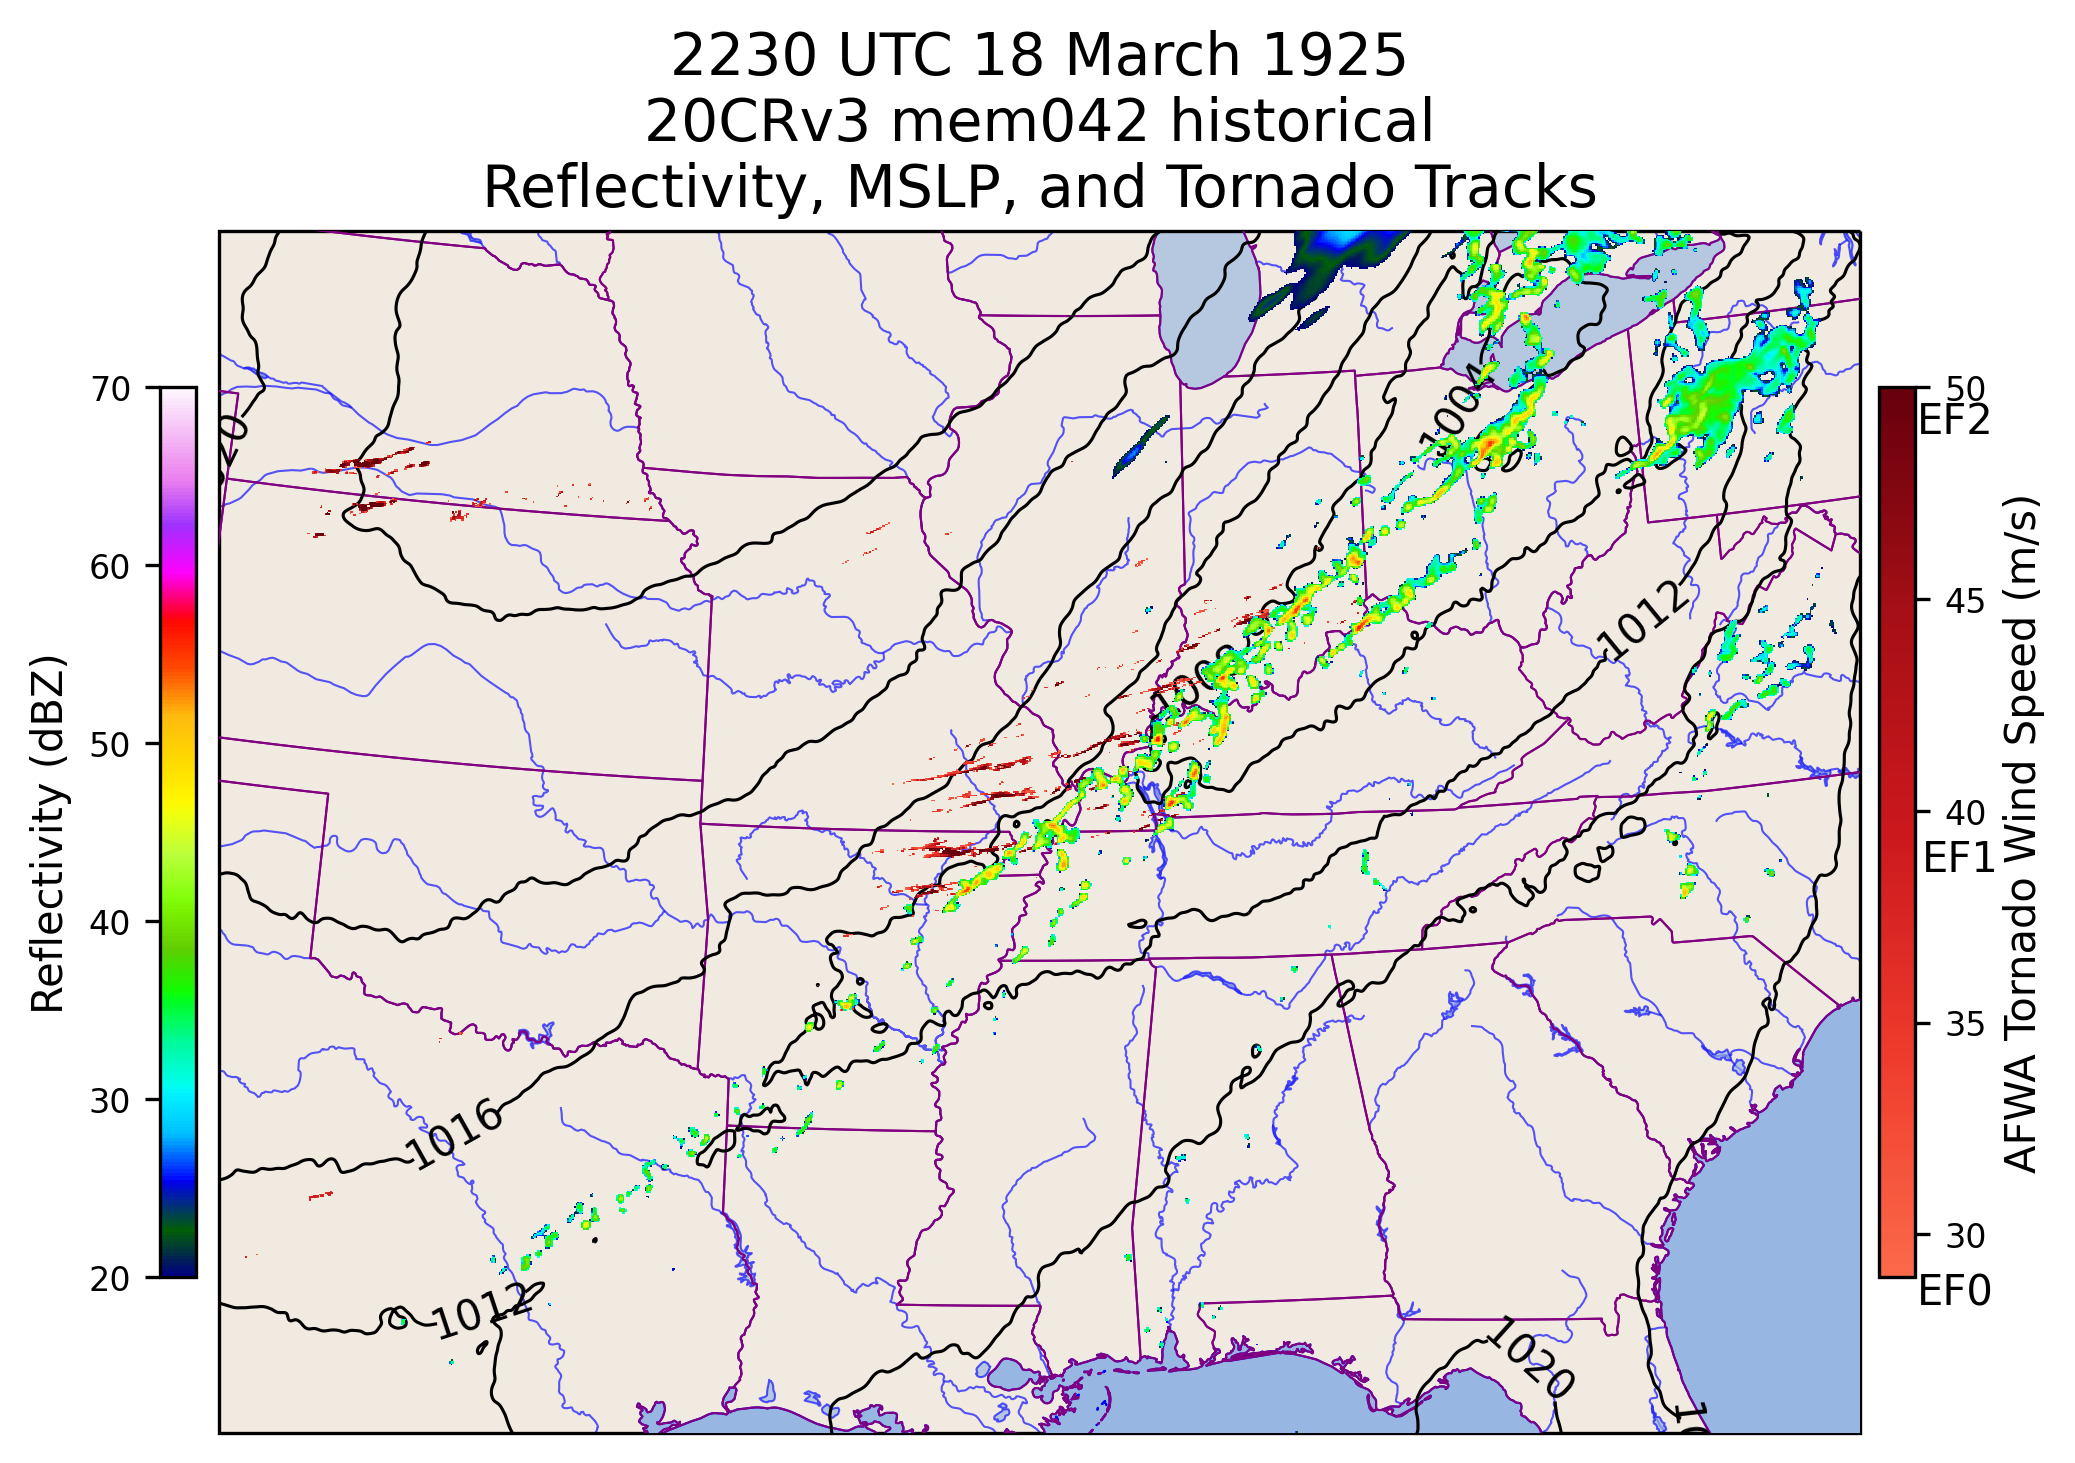 2230 UTC 18 March 1925
20CRv3 mem042 historical
Reflectivity, MSLP, and Tornado Tracks
70
60
50
40
30
20
Reflectivity (dBZ)
1004
1008
1012
1016
1012
1020
50
EF2
45
40
EF1
35
30
EF0
AFWA Tornado Wind Speed (m/s)